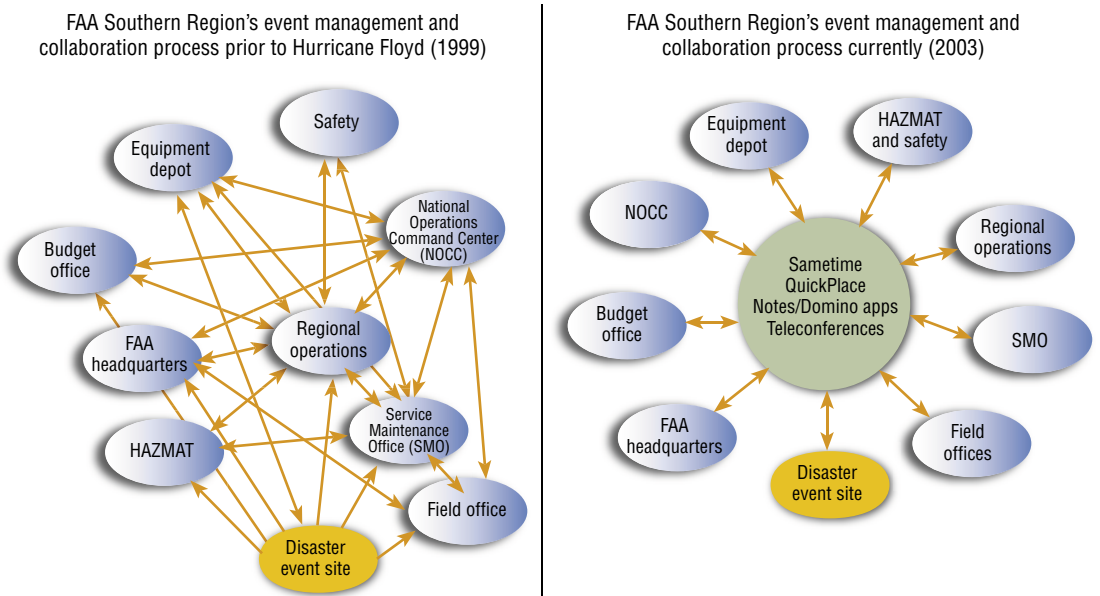 FAA Southern Region's event management and
collaboration process prior to Hurricane Floyd (1999)
Safety
Equipment
depot
National
Operations
Command Center
(NOCC)
Budget
office
Regional
operations
FAA
headquarters
Service
Maintenance
Office (SMO)
HAZMAT
Field office
Disaster
event site
FAA Southern Region's event management and
collaboration process currently (2003)
Equipment
depot
HAZMAT
and safety
NOCC
Regional
operations
Sametime
QuickPlace
Notes/Domino apps
Teleconferences
Budget
office
SMO
FAA
headquarters
Field
offices
Disaster
event site